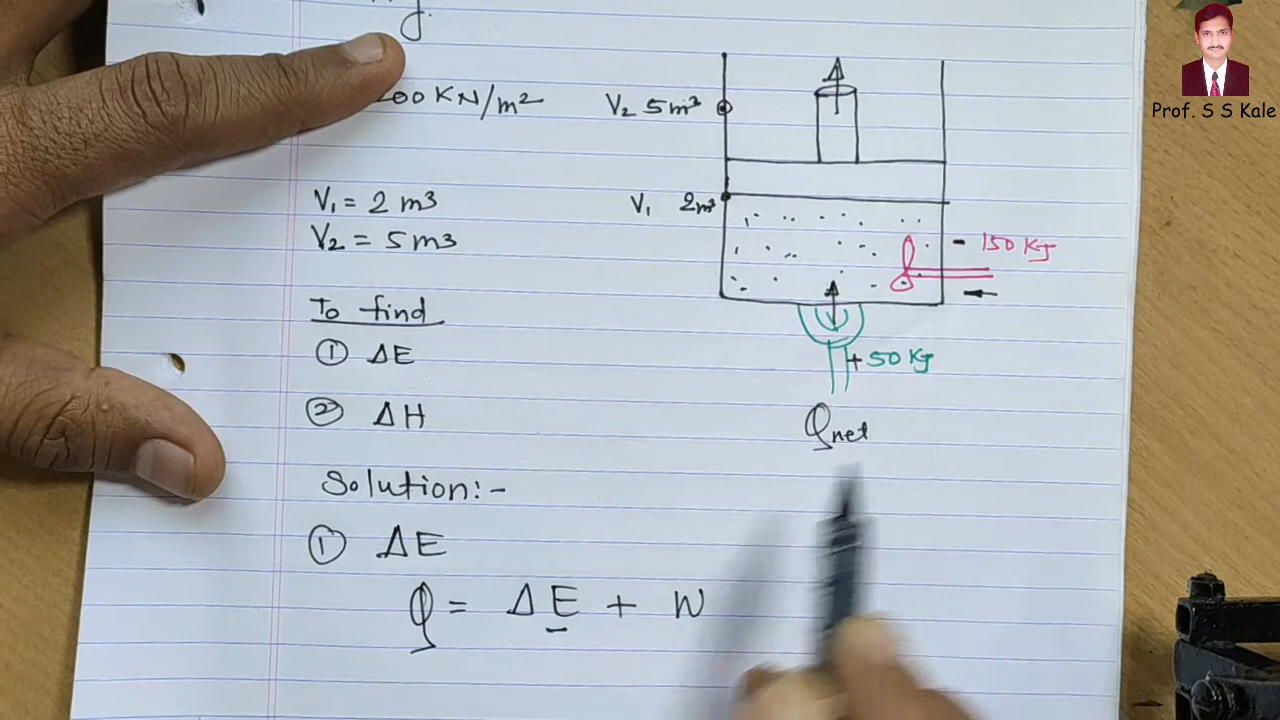 200 KN/m²
V₁ = 2 m3
V₂ = 5 m3
To find
① ΔE
② ΔH
Solution:-
① ΔE
Q = ΔE + W
V₂ 5m³
V₁ 2m³
- 150 KJ
+ 50 KJ
Qnet
Prof. S S Kale